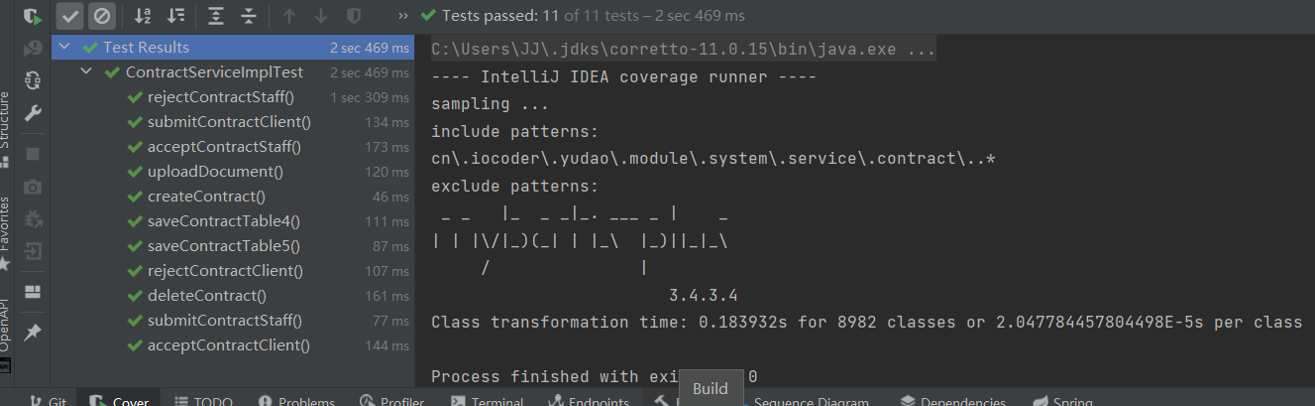 » Tests passed: 11 of 11 tests – 2 sec 469 ms
Test Results 2 sec 469 ms
ContractServiceImplTest 2 sec 469 ms
rejectContractStaff() 1 sec 309 ms
submitContractClient() 134 ms
acceptContractStaff() 173 ms
uploadDocument() 120 ms
createContract() 46 ms
saveContractTable4() 111 ms
saveContractTable5() 87 ms
rejectContractClient() 107 ms
deleteContract() 161 ms
submitContractStaff() 77 ms
acceptContractClient() 144 ms
C:\Users\JJ\.jdks\corretto-11.0.15\bin\java.exe ...
---- IntelliJ IDEA coverage runner ----
sampling ...
include patterns:
cn\.iocoder\.yudao\.module\.system\.service\.contract\..*
exclude patterns:
 _ _   |_  _ _|_. ___ _ |    _
| | |\/|_)(_| | |_\  |_)||_|_\
     /               |
                        3.4.3.4
Class transformation time: 0.183932s for 8982 classes or 2.047784457804498E-5s per class
Process finished with exi 0
Build
Structure
Favorites
OpenAPI
Git Cover TODO Problems Profiler Terminal Endpoints Sequence Diagram Dependencies Spring